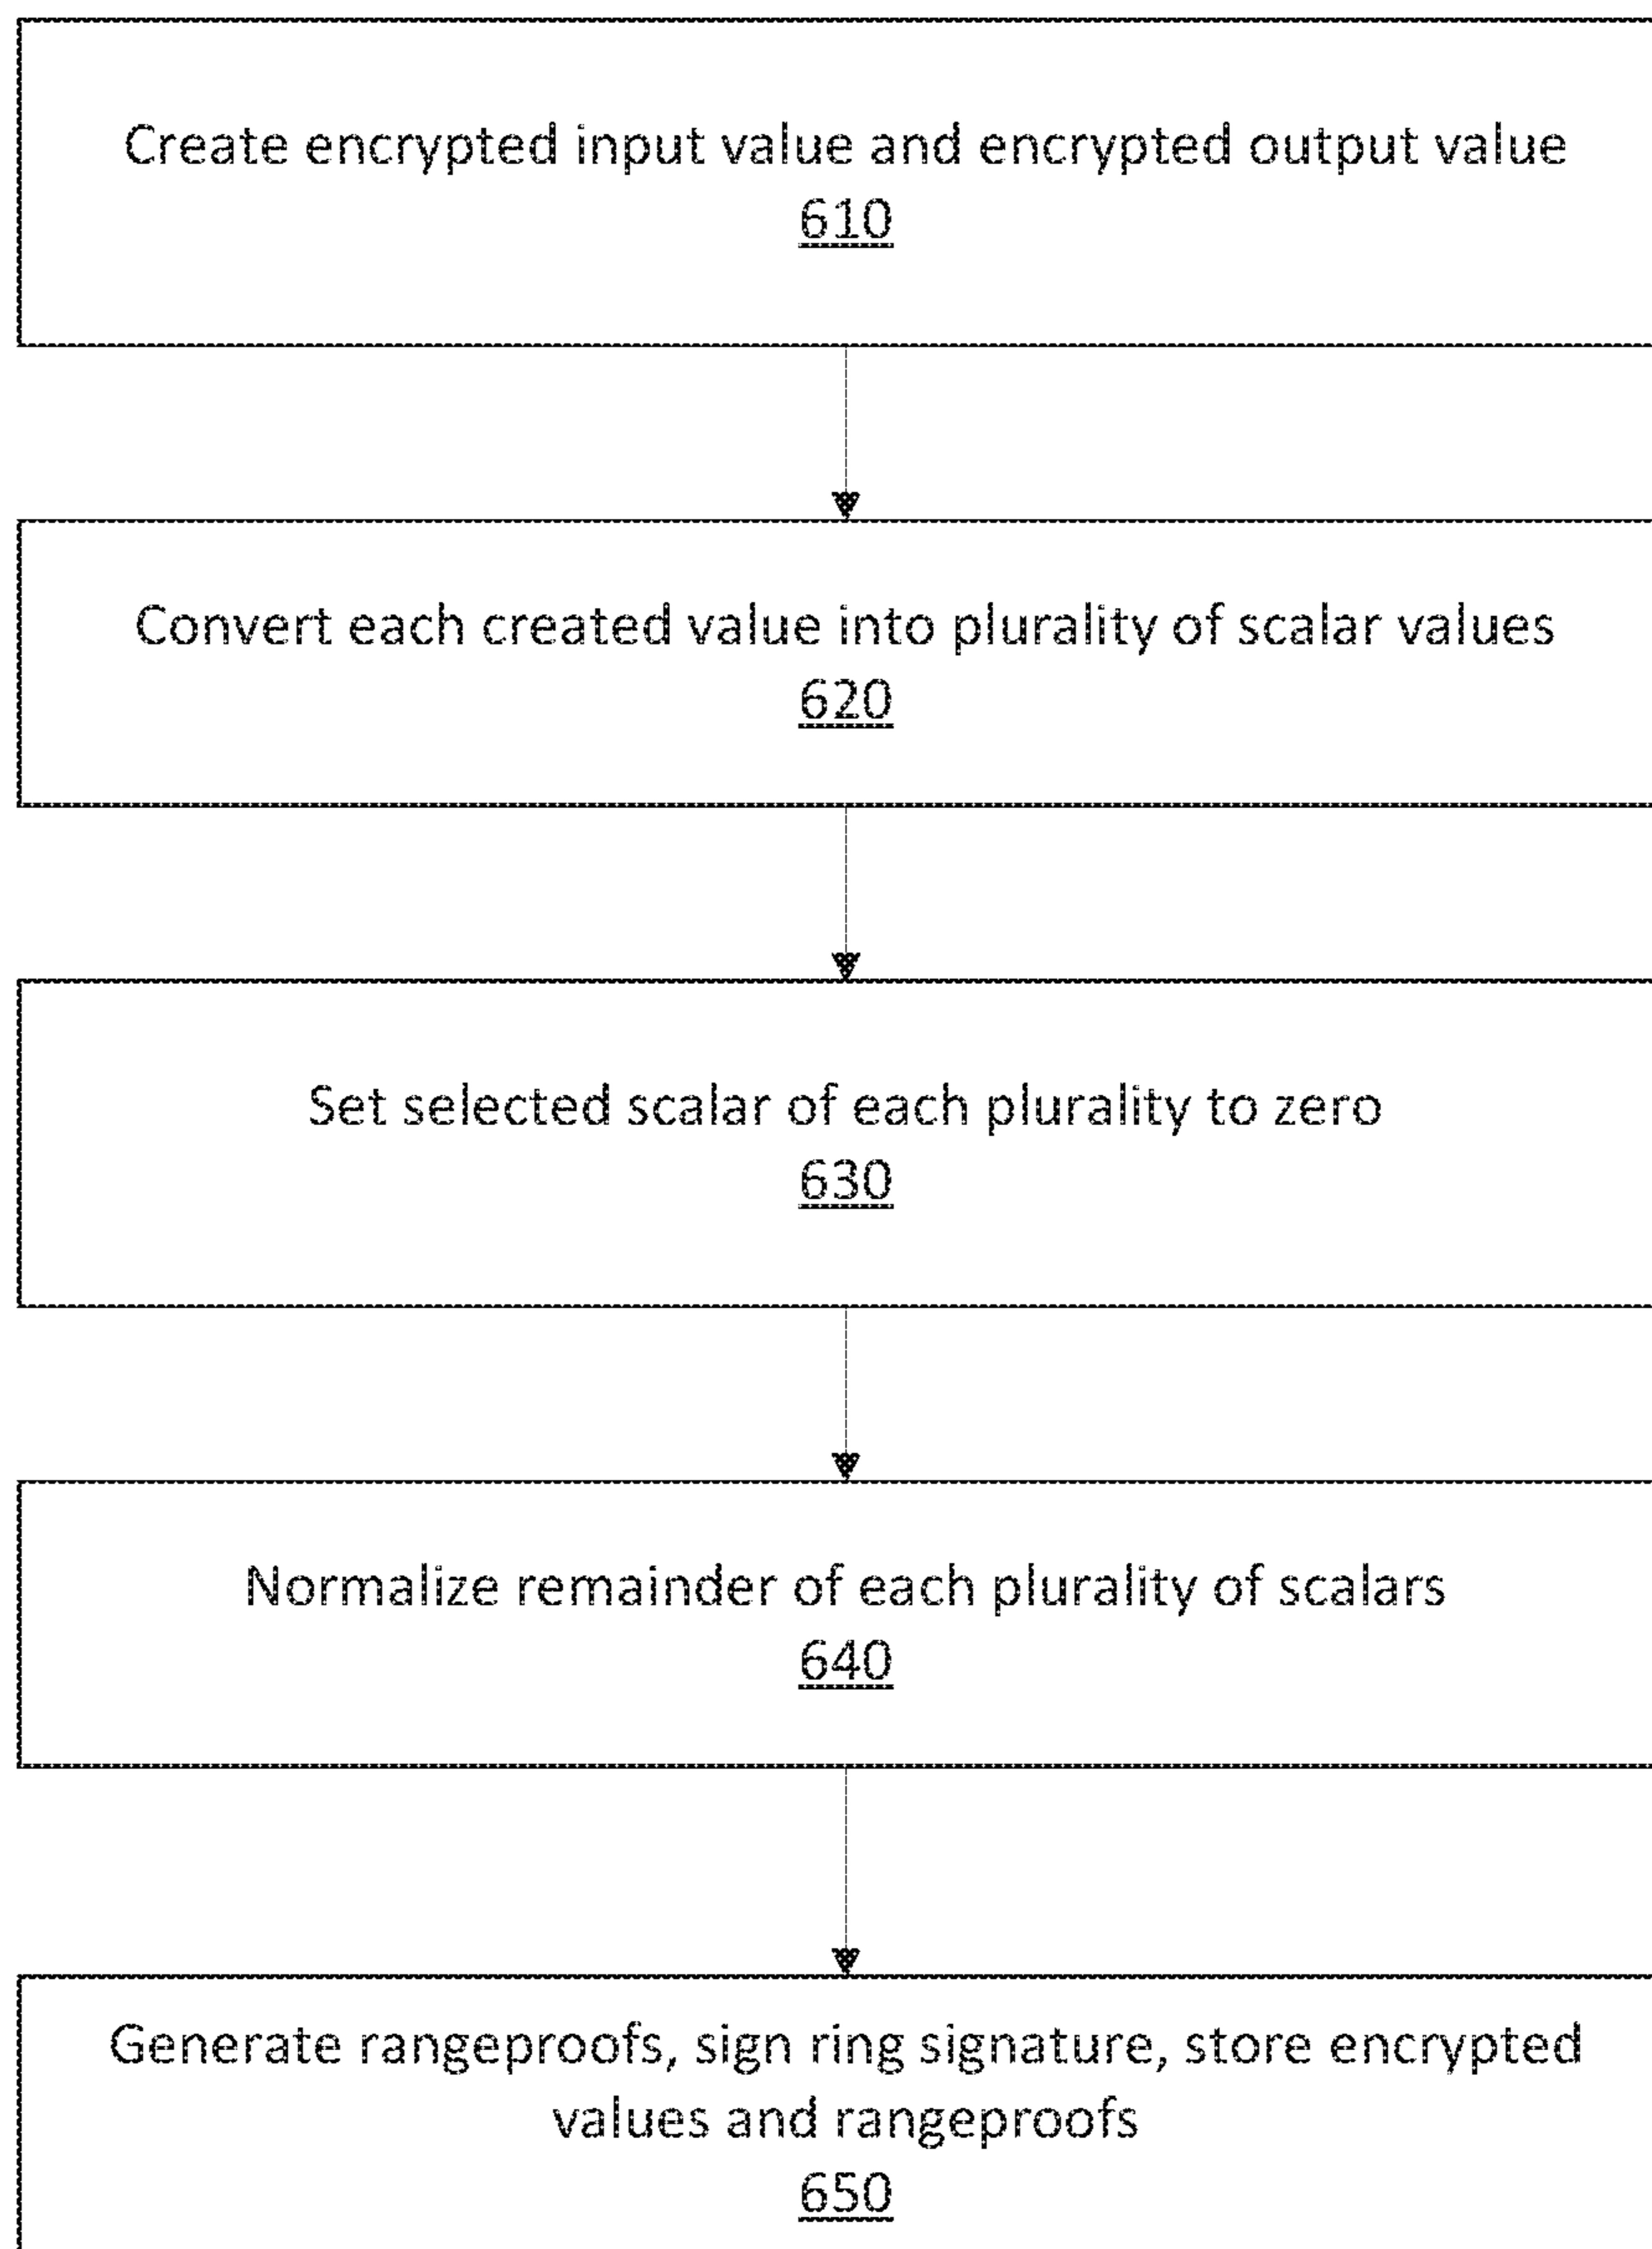 Create encrypted input value and encrypted output value
610
Convert each created value into plurality of scalar values
620
Set selected scalar of each plurality to zero
630
Normalize remainder of each plurality of scalars
640
Generate rangeproofs, sign ring signature, store encrypted
values and rangeproofs
650